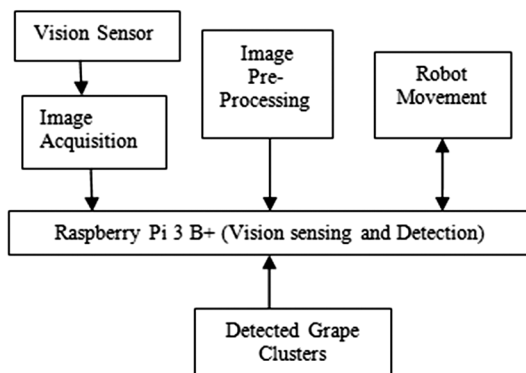 Vision Sensor
Image
Acquisition
Image
Pre-
Processing
Robot
Movement
Raspberry Pi 3 B+ (Vision sensing and Detection)
Detected Grape
Clusters